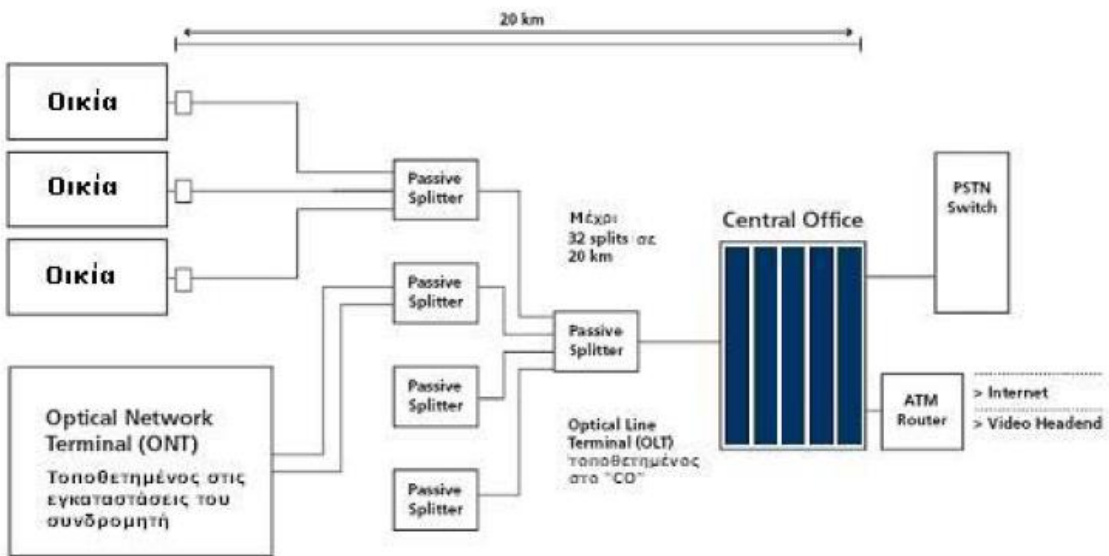 20 km
Οικία
Οικία
Οικία
Passive
Splitter
Μέχρι
32 splits σε
20 km
Central Office
PSTN
Switch
Passive
Splitter
Passive
Splitter
Passive
Splitter
Passive
Splitter
Optical Network
Terminal (ONT)
Τοποθετημένος στις
εγκαταστάσεις του
συνδρομητή
Optical Line
Terminal (OLT)
τοποθετημένος
στο "CO"
ATM
Router
> Internet
> Video Headend